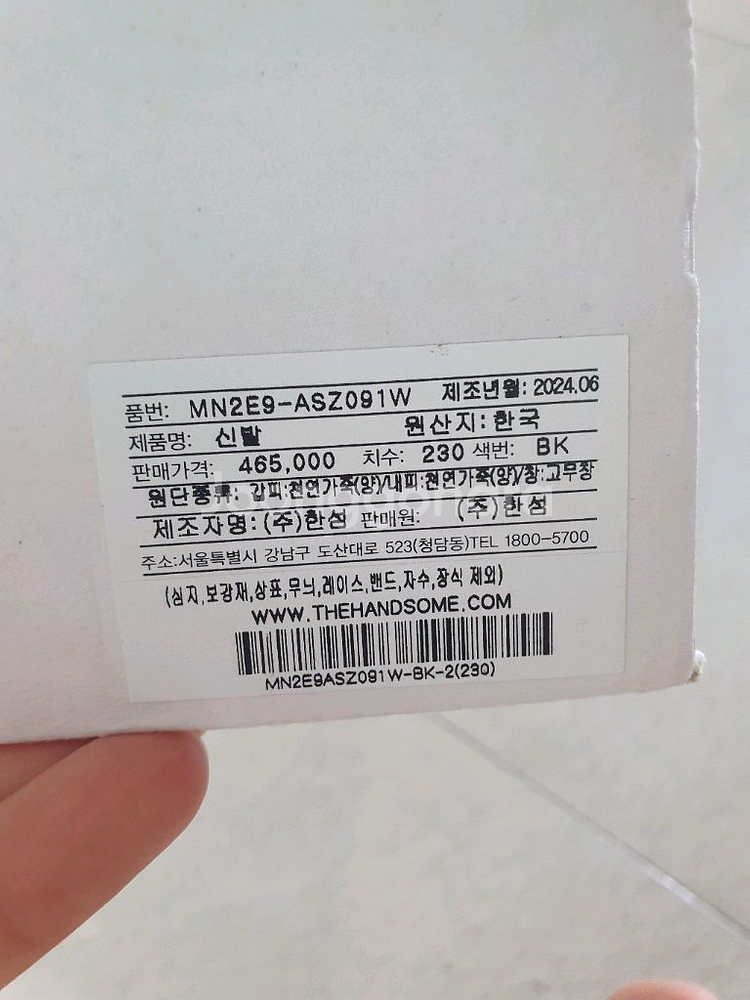 품번: MN2E9-ASZ091W 제조년월: 2024.06
제품명: 신발 원산지: 한국
판매가격: 465,000 치수: 230 색번: BK
원단종류: 갑피:천연가죽(양)/내피:천연가죽(양)/창:고무창
제조자명: (주)한섬 판매원: (주)한섬
주소:서울특별시 강남구 도산대로 523(청담동)TEL 1800-5700
(심지,보강재,상표,무늬,레이스,밴드,자수,장식 제외)
WWW.THEHANDSOME.COM
MN2E9ASZ091W-BK-2(230)